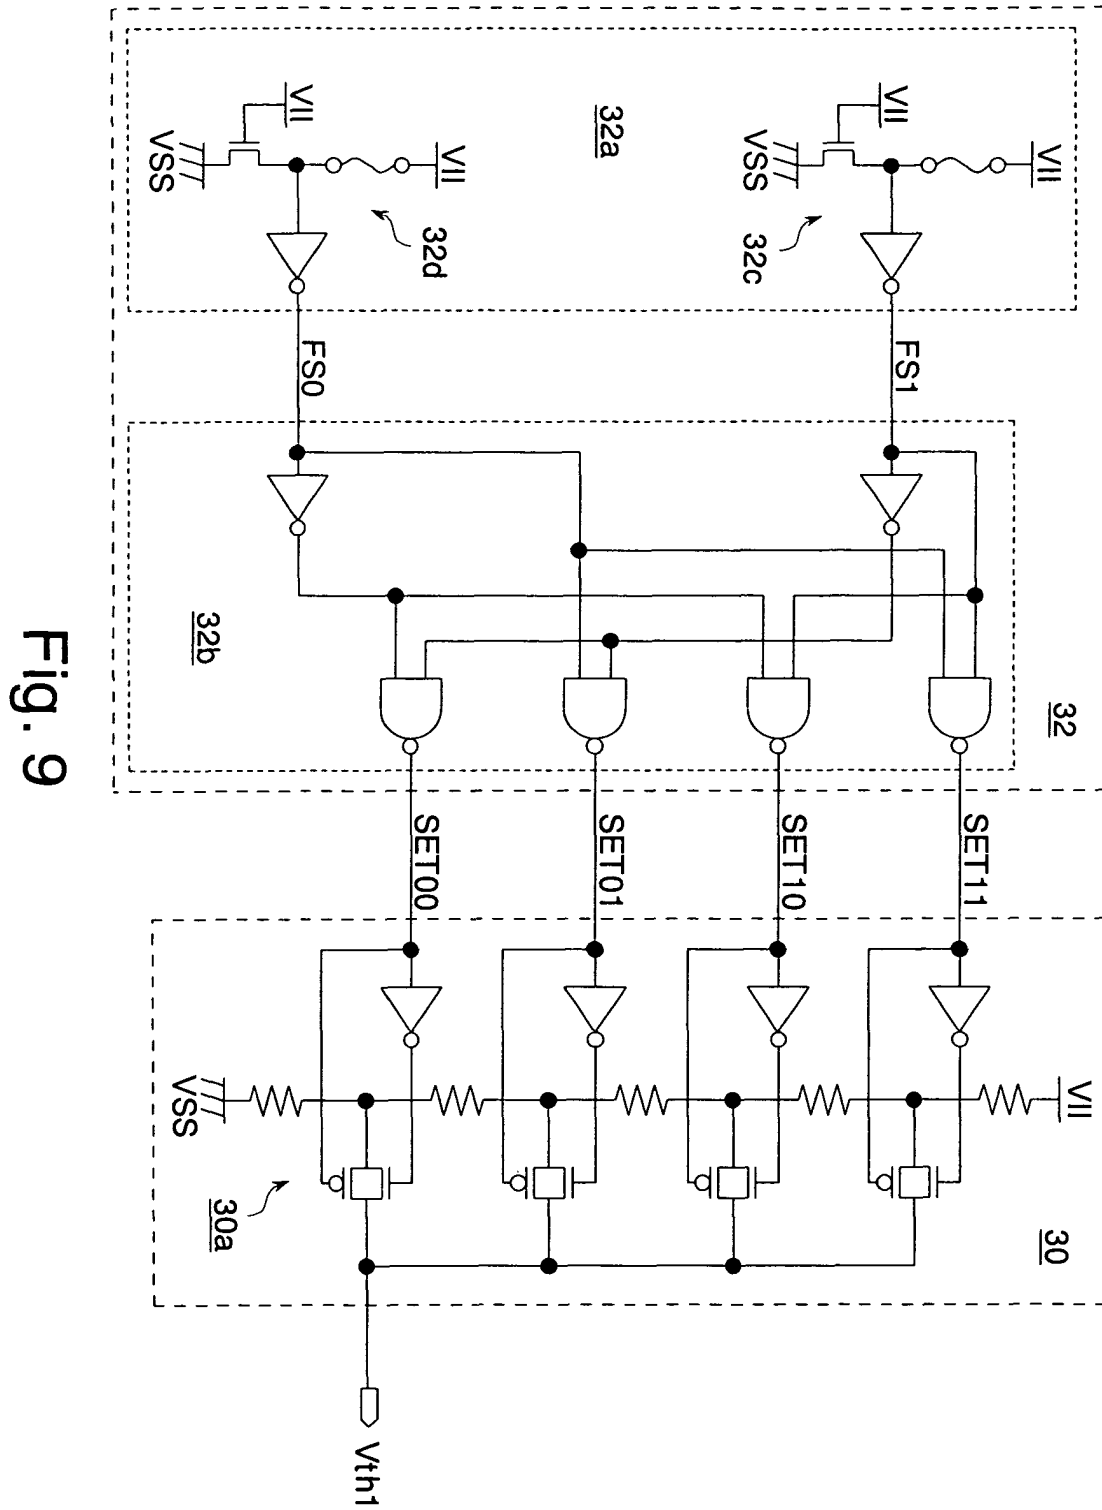 32
32a
VII
VII
VSS
32c
FS1
VII
VII
VSS
32d
FS0
32b
SET11
SET10
SET01
SET00
30
VII
VSS
30a
Vth1
Fig. 9